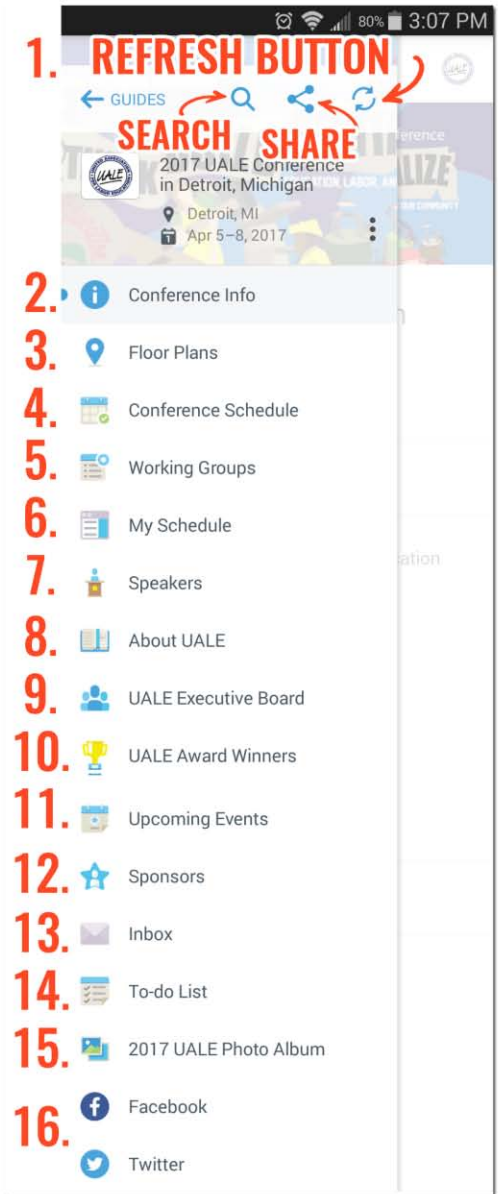 80% 3:07 PM
1. REFRESH BUTTON
GUIDES
SEARCH SHARE
UALE
2017 UALE Conference
in Detroit, Michigan
Detroit, MI
Apr 5–8, 2017
2. Conference Info
3. Floor Plans
4. Conference Schedule
5. Working Groups
6. My Schedule
7. Speakers
8. About UALE
9. UALE Executive Board
10. UALE Award Winners
11. Upcoming Events
12. Sponsors
13. Inbox
14. To-do List
15. 2017 UALE Photo Album
16. Facebook
Twitter